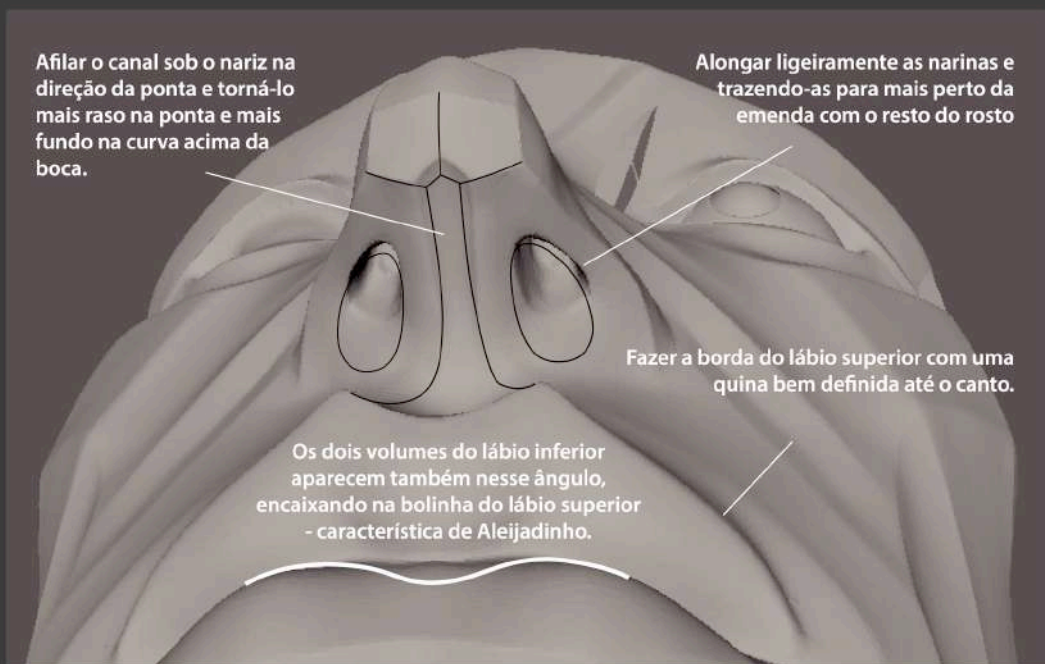 Afilar o canal sob o nariz na
direção da ponta e torná-lo
mais raso na ponta e mais
fundo na curva acima da
boca.
Alongar ligeiramente as narinas e
trazendo-as para mais perto da
emenda com o resto do rosto
Fazer a borda do lábio superior com uma
quina bem definida até o canto.
Os dois volumes do lábio inferior
aparecem também nesse ângulo,
encaixando na bolinha do lábio superior
- característica de Aleijadinho.